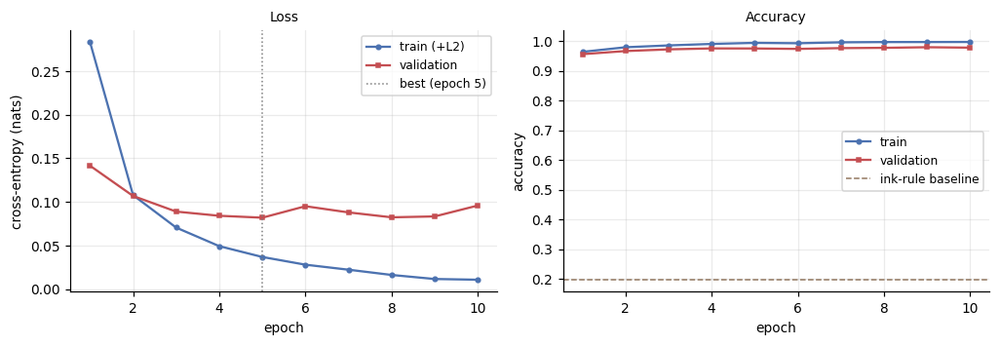 Loss
cross-entropy (nats)
0.25
0.20
0.15
0.10
0.05
0.00
2
4
6
8
10
epoch
train (+L2)
validation
best (epoch 5)
Accuracy
accuracy
1.0
0.9
0.8
0.7
0.6
0.5
0.4
0.3
0.2
2
4
6
8
10
epoch
train
validation
ink-rule baseline